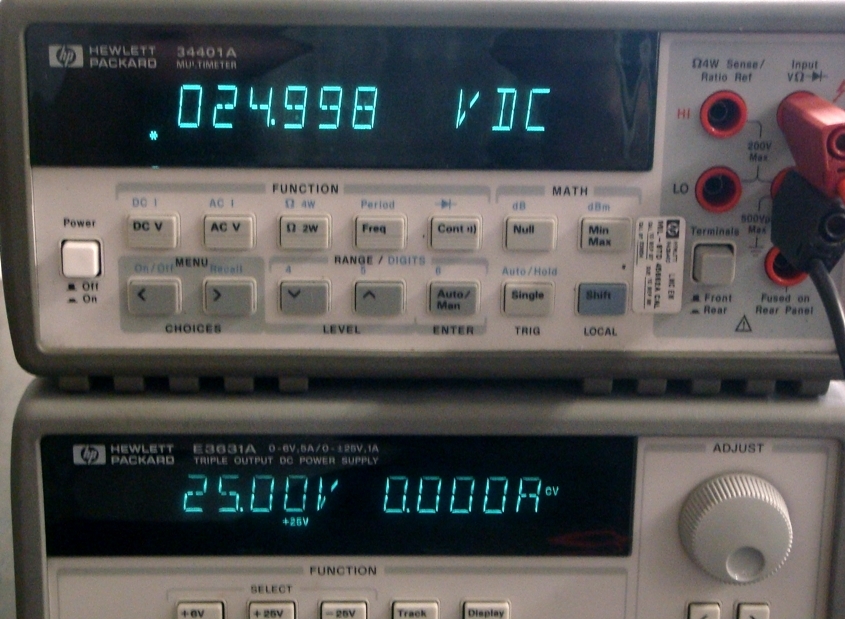 hp HEWLETT PACKARD 34401A MULTIMETER
024.998 VDC
*
Ω4W Sense/ Ratio Ref
Input VΩ
HI
200V Max
LO
FUNCTION
MATH
DC I AC I Ω 4W Period dB dBm
Power
DC V AC V Ω 2W Freq Cont Null Min Max
500Vp Max
Terminals
MENU
RANGE / DIGITS
On/Off Recall 4 5 6 Auto/Hold
Off
On
< > Auto/ Man Single Shift
Front
Rear
Fused on Rear Panel
CHOICES LEVEL ENTER TRIG LOCAL
hp HEWLETT PACKARD E3631A 0-6V,5A/0-±25V,1A
TRIPLE OUTPUT DC POWER SUPPLY
ADJUST
25.00V 0.000A CV
+25V
FUNCTION
SELECT
+6V +25V -25V Track Display
< >